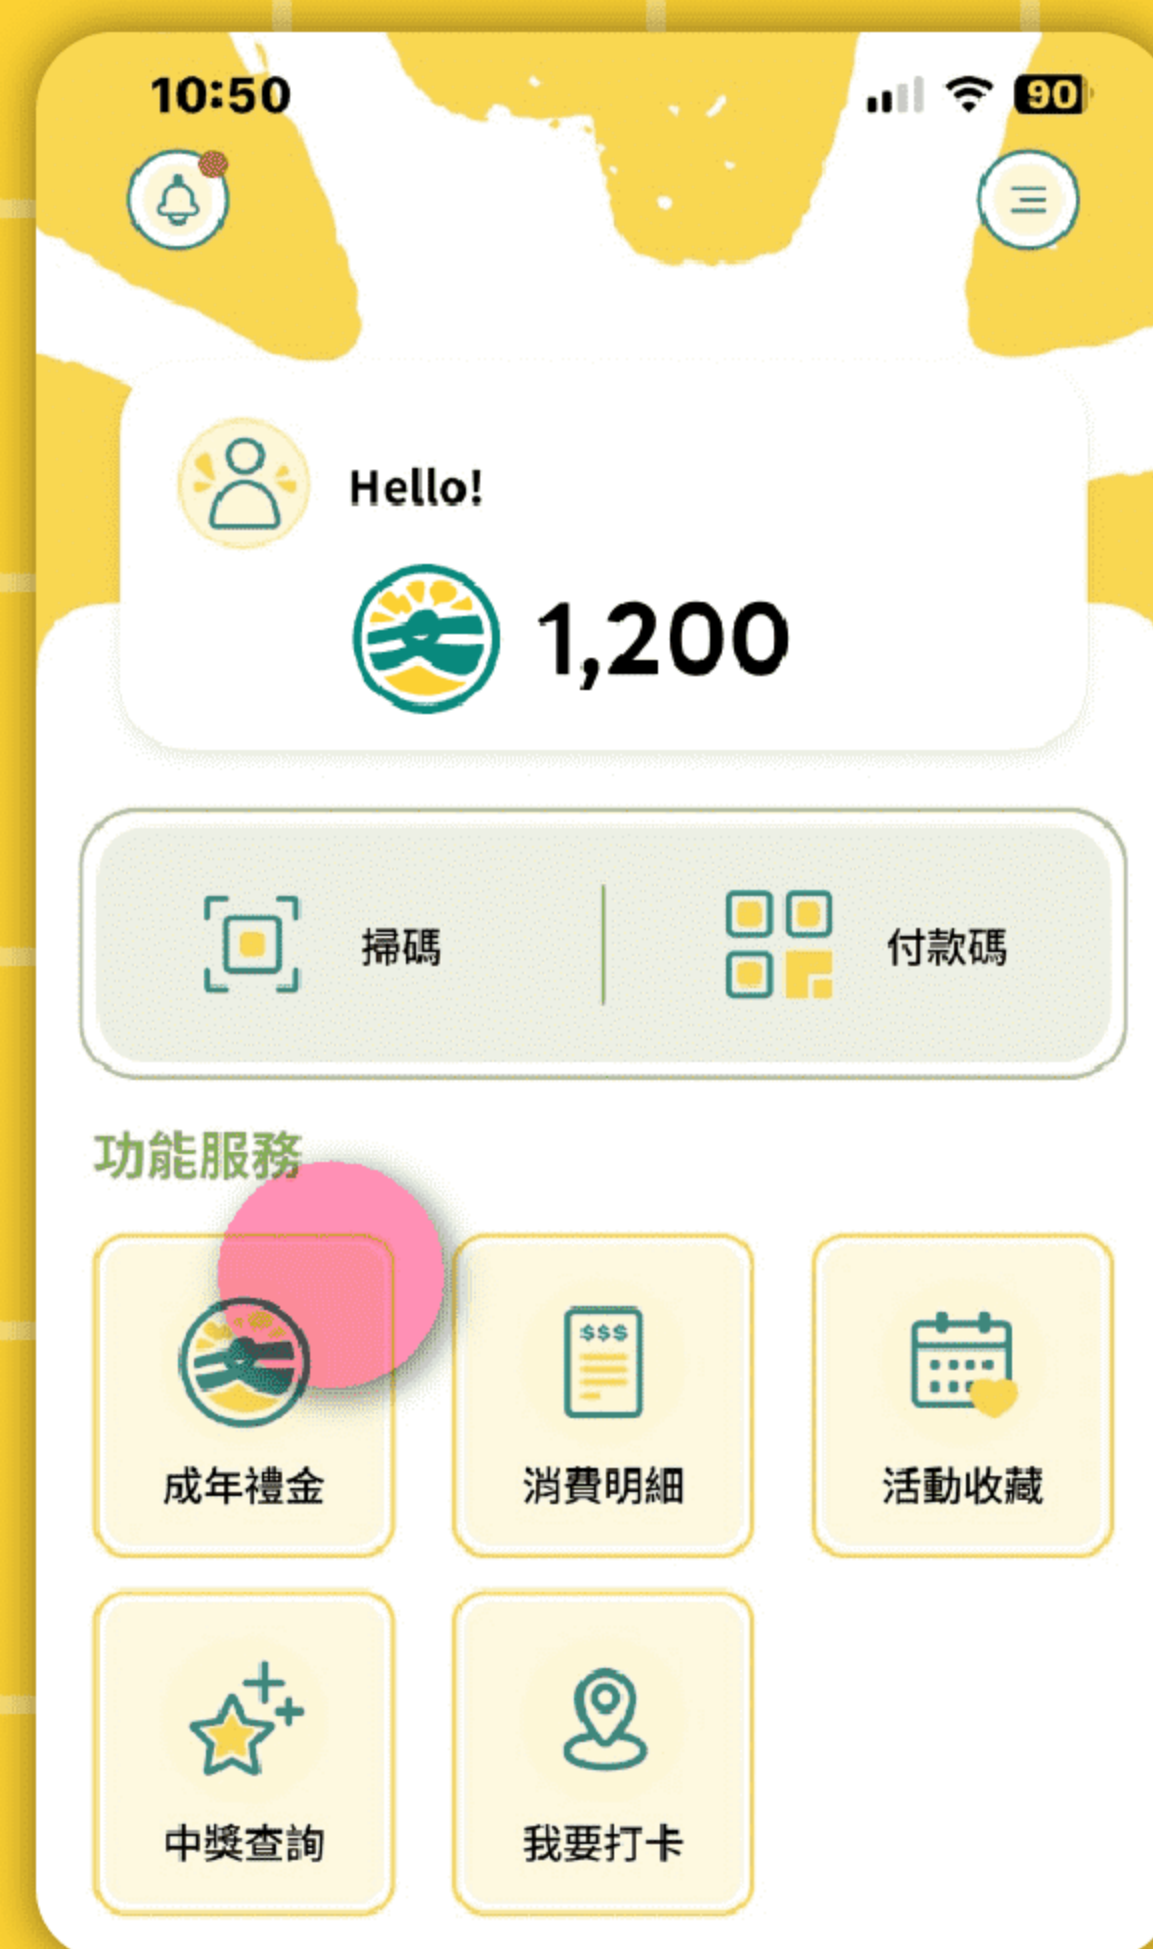 10:50
90
Hello!
1,200
掃碼
付款碼
功能服務
$$$
成年禮金
消費明細
活動收藏
中獎查詢
我要打卡